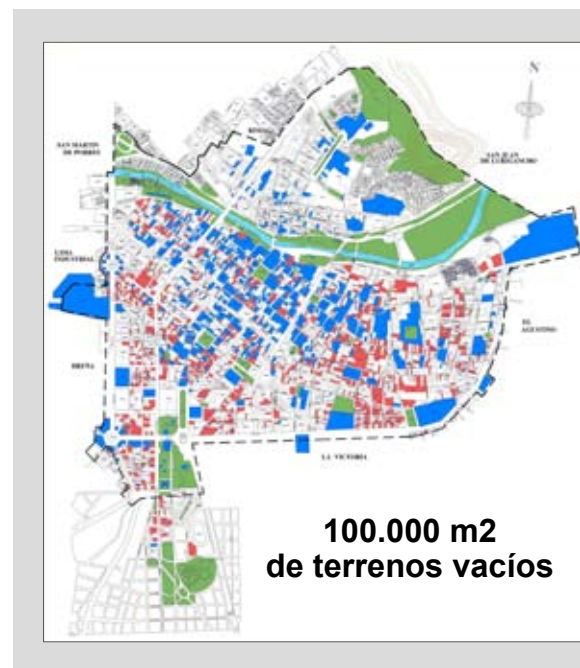 N
SAN MARTIN
DE PORRES
RIMAC
SAN JUAN
DE LURIGANCHO
LIMA
INDUSTRIAL
EL
AGUSTINO
BREÑA
LA VICTORIA
100.000 m2
de terrenos vacíos